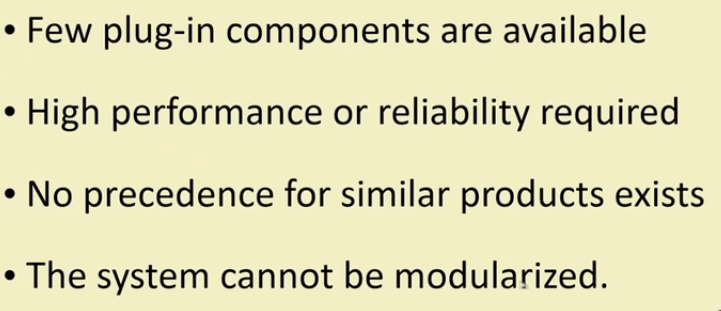 • Few plug-in components are available
• High performance or reliability required
• No precedence for similar products exists
• The system cannot be modularized.